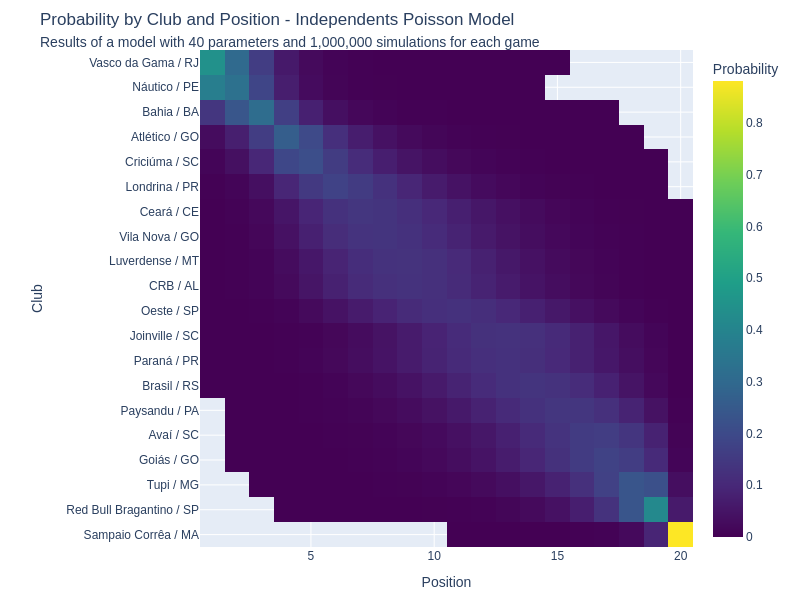 Probability by Club and Position - Independents Poisson Model
Results of a model with 40 parameters and 1,000,000 simulations for each game
Probability
Club
Vasco da Gama / RJ
Náutico / PE
Bahia / BA
Atlético / GO
Criciúma / SC
Londrina / PR
Ceará / CE
Vila Nova / GO
Luverdense / MT
CRB / AL
Oeste / SP
Joinville / SC
Paraná / PR
Brasil / RS
Paysandu / PA
Avaí / SC
Goiás / GO
Tupi / MG
Red Bull Bragantino / SP
Sampaio Corrêa / MA
5
10
15
20
Position
0.8
0.7
0.6
0.5
0.4
0.3
0.2
0.1
0